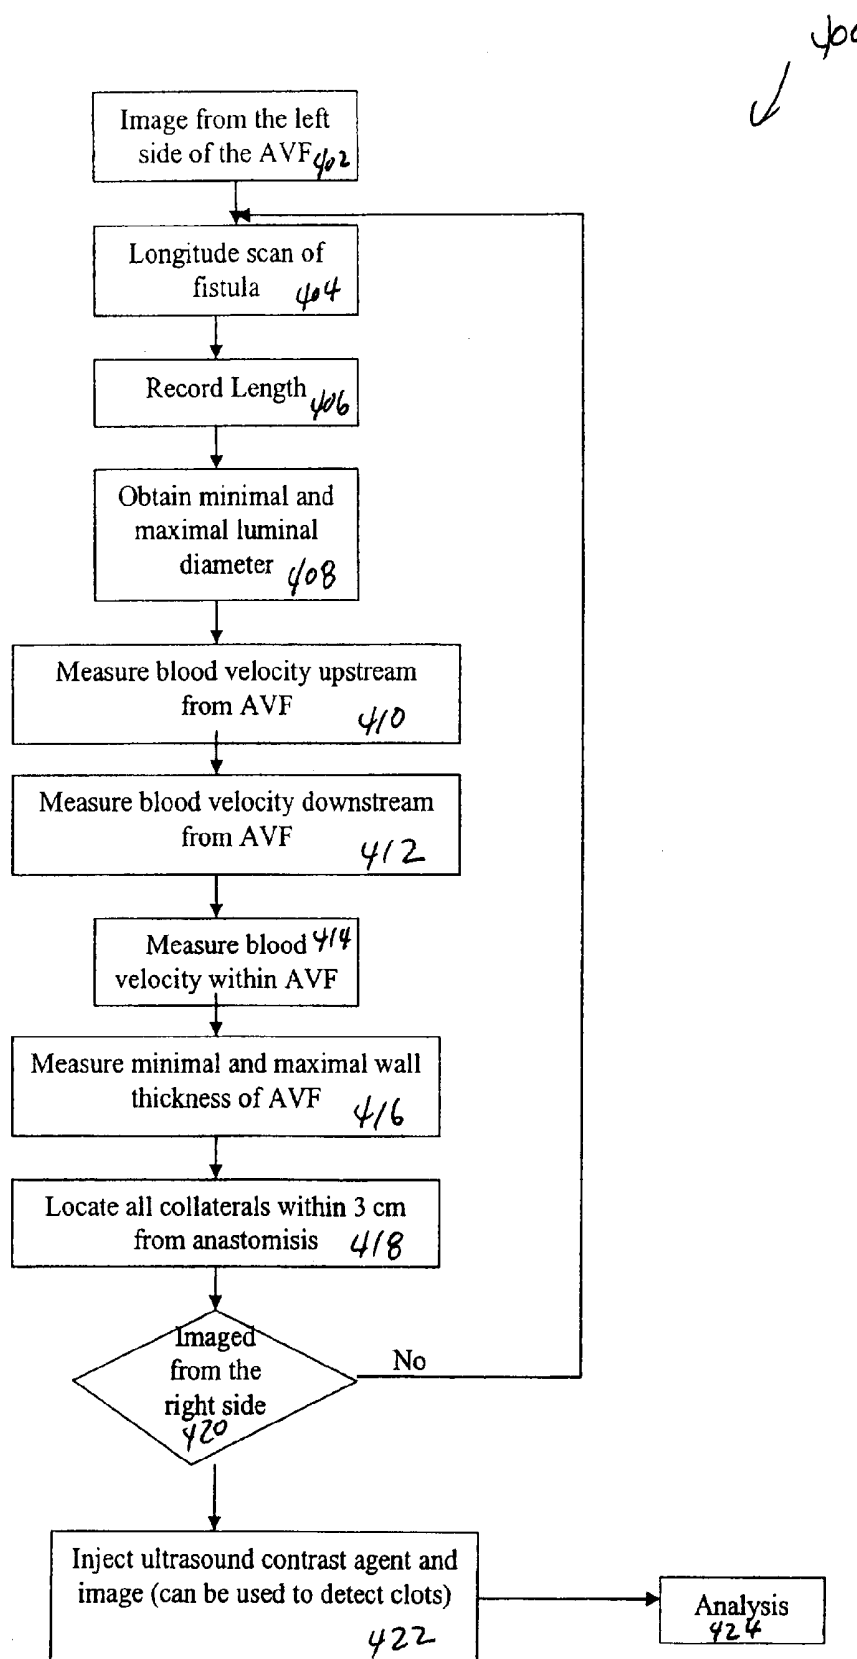 400
Image from the left
side of the AVF 402
Longitude scan of
fistula 404
Record Length 406
Obtain minimal and
maximal luminal
diameter 408
Measure blood velocity upstream
from AVF 410
Measure blood velocity downstream
from AVF 412
Measure blood 414
velocity within AVF
Measure minimal and maximal wall
thickness of AVF 416
Locate all collaterals within 3 cm
from anastomisis 418
Imaged
from the
right side
420
No
Inject ultrasound contrast agent and
image (can be used to detect clots)
422
Analysis
424